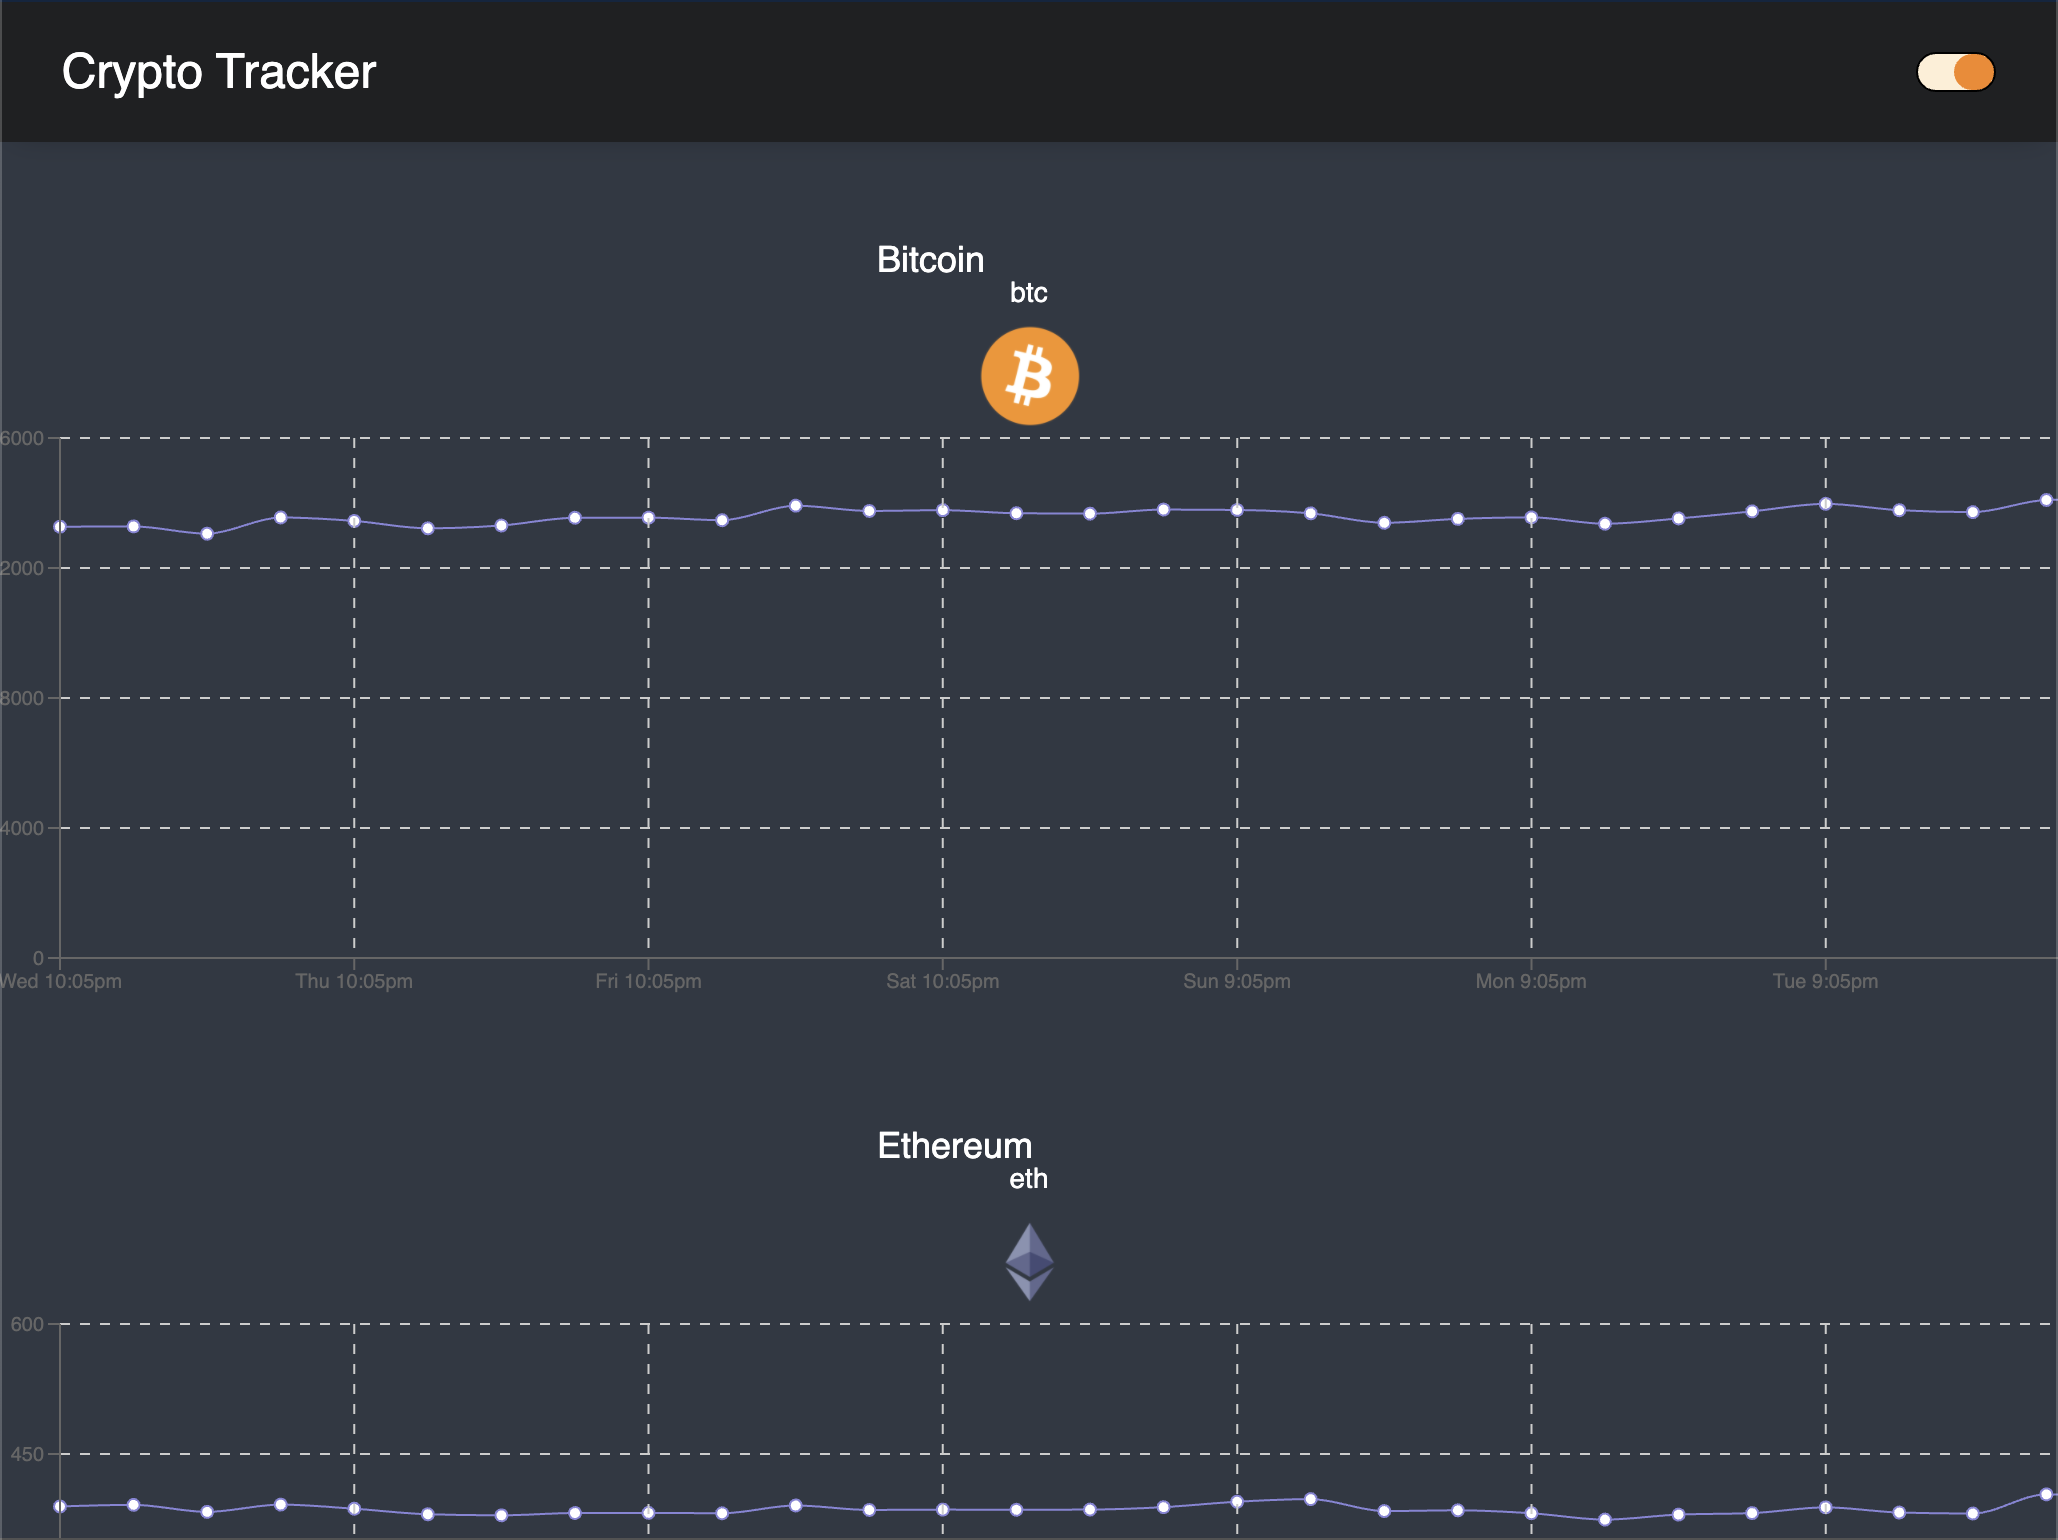 Crypto Tracker
Bitcoin
btc
6000
2000
8000
4000
0
Wed 10:05pm Thu 10:05pm Fri 10:05pm Sat 10:05pm Sun 9:05pm Mon 9:05pm Tue 9:05pm
Ethereum
eth
600
450